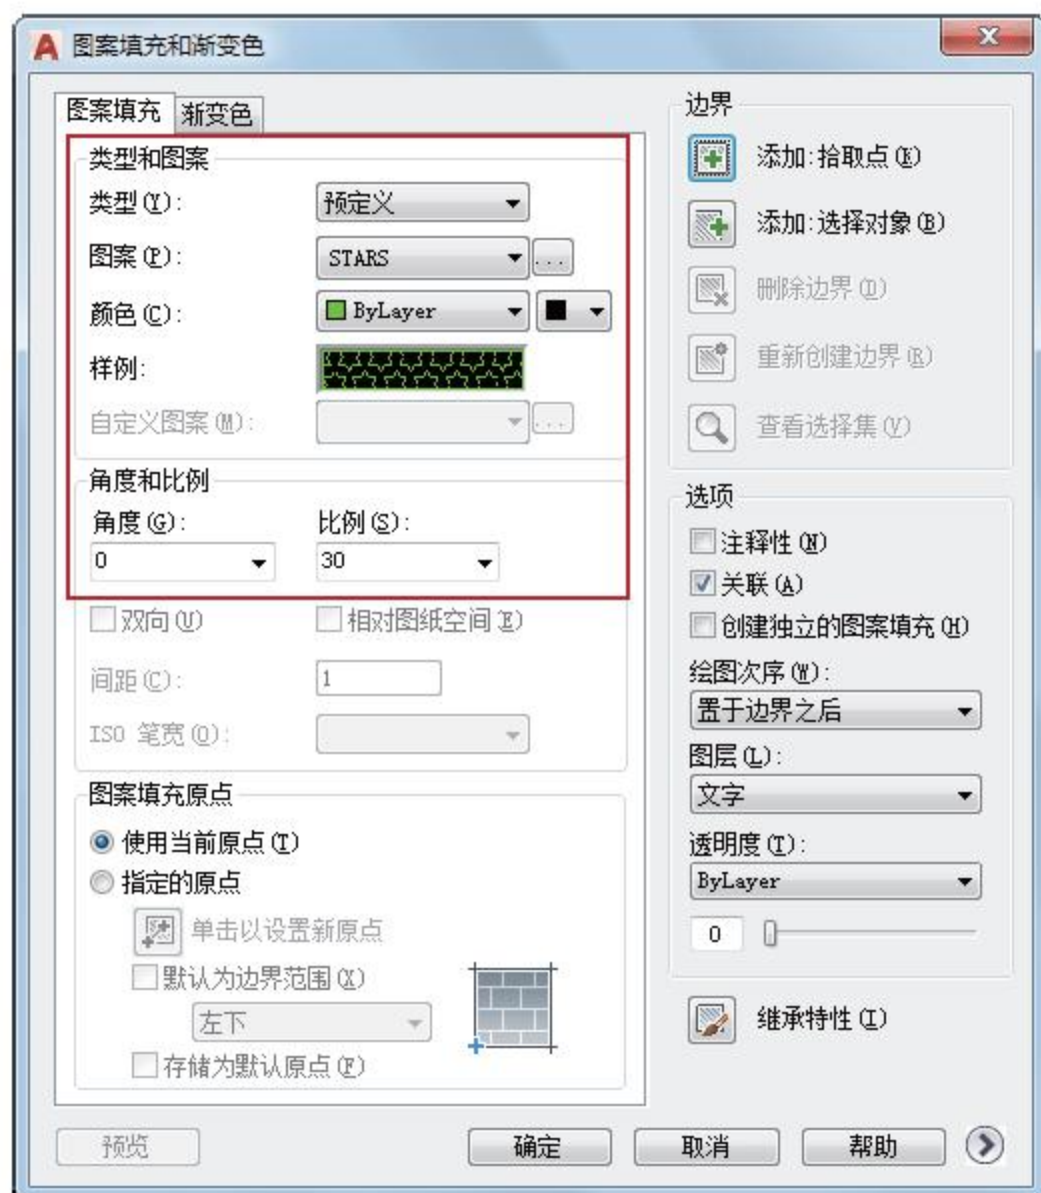 图案填充和渐变色
图案填充 渐变色
类型和图案
类型(Y):
预定义
图案(P):
STARS
...
颜色(C):
ByLayer
样例:
自定义图案(M):
...
角度和比例
角度(G):
比例(S):
0
30
双向(U)
相对图纸空间(E)
间距(C):
1
ISO 笔宽(O):
图案填充原点
使用当前原点(T)
指定的原点
单击以设置新原点
默认为边界范围(X)
左下
存储为默认原点(F)
边界
添加:拾取点(K)
添加:选择对象(B)
删除边界(D)
重新创建边界(R)
查看选择集(V)
选项
注释性(N)
关联(A)
创建独立的图案填充(H)
绘图次序(W):
置于边界之后
图层(L):
文字
透明度(T):
ByLayer
0
继承特性(I)
预览
确定
取消
帮助